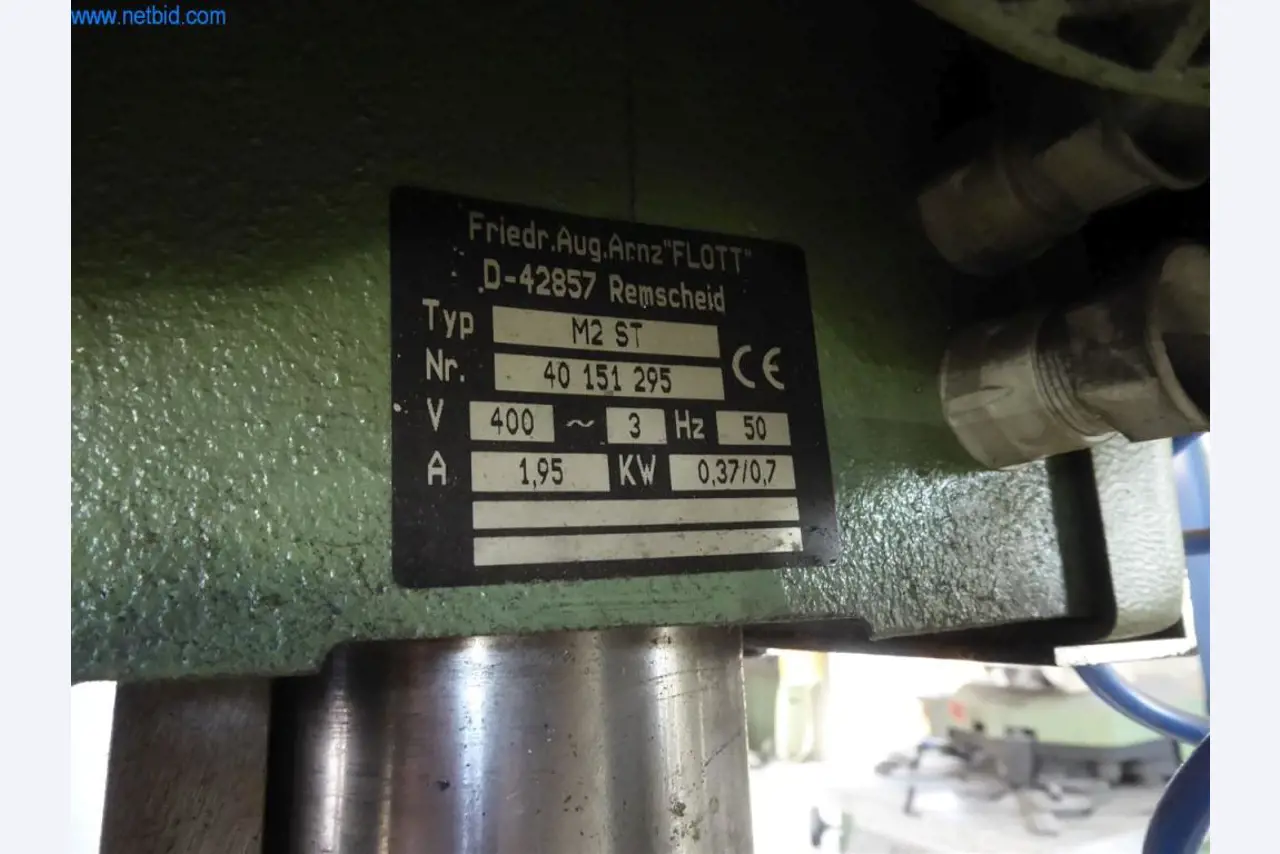 www.netbid.com
Friedr.Aug.Arnz"FLOTT"
D-42857 Remscheid
Typ M2 ST
Nr. 40 151 295 CE
V 400 ~ 3 Hz 50
A 1,95 KW 0,37/0,7